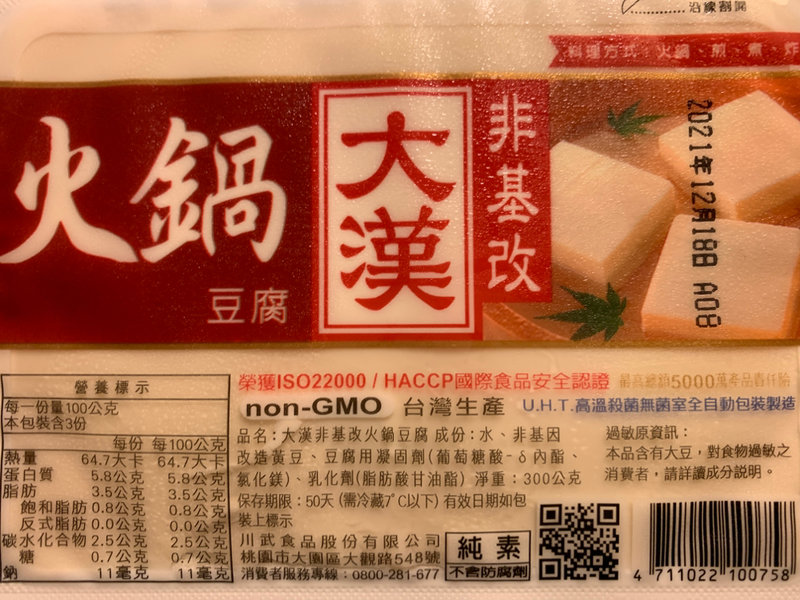 沿線割開
料理方式：火鍋、煎、煮、炸
火鍋
豆腐
大漢
非基改
2021年12月18日 A08
榮獲ISO22000 / HACCP國際食品安全認證 最高總額5000萬產品責任險
non-GMO 台灣生產 U.H.T.高溫殺菌無菌室全自動包裝製造
營養標示
每一份量100公克
本包裝含3份
每份 每100公克
熱量 64.7大卡 64.7大卡
蛋白質 5.8公克 5.8公克
脂肪 3.5公克 3.5公克
飽和脂肪 0.8公克 0.8公克
反式脂肪 0.0公克 0.0公克
碳水化合物 2.5公克 2.5公克
糖 0.7公克 0.7公克
鈉 11毫克 11毫克
品名：大漢非基改火鍋豆腐 成份：水、非基因
改造黃豆、豆腐用凝固劑(葡萄糖酸-δ內酯、
氯化鎂)、乳化劑(脂肪酸甘油酯) 淨重：300公克
保存期限：50天 (需冷藏7°C以下) 有效日期如包
裝上標示
川武食品股份有限公司
桃園市大園區大觀路548號
消費者服務專線：0800-281-677
純素
不含防腐劑
過敏原資訊：
本品含有大豆，對食物過敏之
消費者，請詳讀成分說明。
4 711022 100758